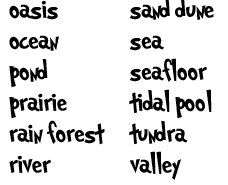 oasis
ocean
pond
prairie
rain forest
river
sand dune
sea
seafloor
tidal pool
tundra
valley